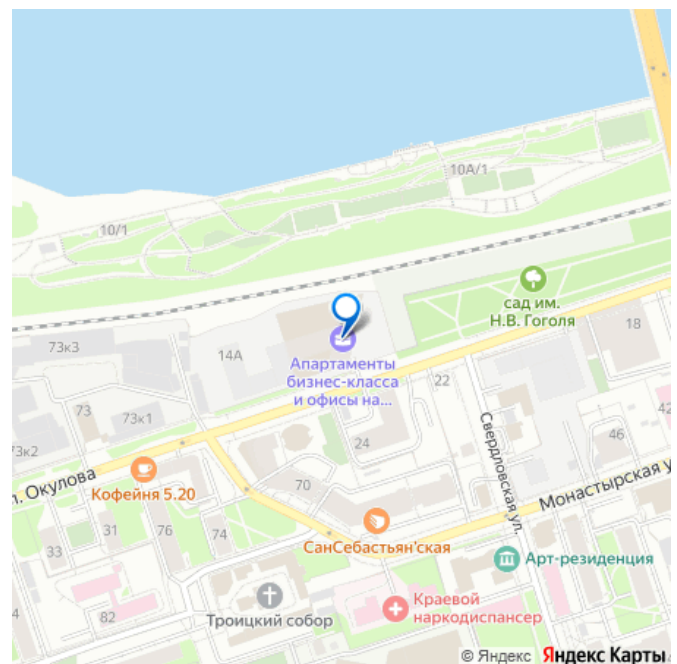 10А/1
10/1
сад им.
Н.В. Гоголя
18
73к3
14А
Апартаменты
бизнес-класса
и офисы на...
22
42
73
73к1
Свердловская ул.
46
73к2
24
л. Окулова
Кофейня 5.20
70
Монастырская у
31
76
74
СанСебастьян'ская
33
Арт-резиденция
Троицкий собор
Краевой
наркодиспансер
82
14
© Яндекс Яндекс Карты